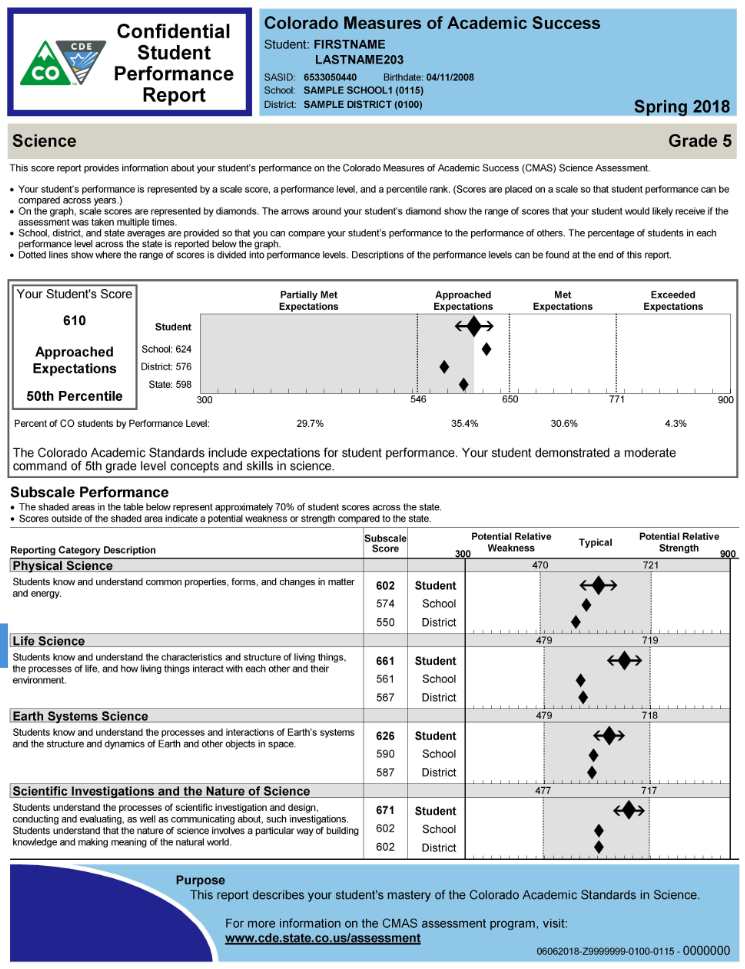 CDE
CO
Confidential
Student
Performance
Report
Colorado Measures of Academic Success
Student: FIRSTNAME
LASTNAME203
SASID: 6533050440 Birthdate: 04/11/2008
School: SAMPLE SCHOOL1 (0115)
District: SAMPLE DISTRICT (0100)
Spring 2018
Science Grade 5
This score report provides information about your student's performance on the Colorado Measures of Academic Success (CMAS) Science Assessment.
• Your student's performance is represented by a scale score, a performance level, and a percentile rank. (Scores are placed on a scale so that student performance can be
compared across years.)
• On the graph, scale scores are represented by diamonds. The arrows around your student's diamond show the range of scores that your student would likely receive if the
assessment was taken multiple times.
• School, district, and state averages are provided so that you can compare your student's performance to the performance of others. The percentage of students in each
performance level across the state is reported below the graph.
• Dotted lines show where the range of scores is divided into performance levels. Descriptions of the performance levels can be found at the end of this report.
Your Student's Score
610
Approached
Expectations
50th Percentile
Partially Met
Expectations
Approached
Expectations
Met
Expectations
Exceeded
Expectations
Student
School: 624
District: 576
State: 598
300 546 650 771 900
Percent of CO students by Performance Level: 29.7% 35.4% 30.6% 4.3%
The Colorado Academic Standards include expectations for student performance. Your student demonstrated a moderate
command of 5th grade level concepts and skills in science.
Subscale Performance
• The shaded areas in the table below represent approximately 70% of student scores across the state.
• Scores outside of the shaded area indicate a potential weakness or strength compared to the state.
Reporting Category Description
Subscale
Score
300
Potential Relative
Weakness
Typical
Potential Relative
Strength
900
Physical Science 470 721
Students know and understand common properties, forms, and changes in matter
and energy.
602 Student
574 School
550 District
Life Science 479 719
Students know and understand the characteristics and structure of living things,
the processes of life, and how living things interact with each other and their
environment.
661 Student
561 School
567 District
Earth Systems Science 479 718
Students know and understand the processes and interactions of Earth's systems
and the structure and dynamics of Earth and other objects in space.
626 Student
590 School
587 District
Scientific Investigations and the Nature of Science 477 717
Students understand the processes of scientific investigation and design,
conducting and evaluating, as well as communicating about, such investigations.
Students understand that the nature of science involves a particular way of building
knowledge and making meaning of the natural world.
671 Student
602 School
602 District
Purpose
This report describes your student's mastery of the Colorado Academic Standards in Science.
For more information on the CMAS assessment program, visit:
www.cde.state.co.us/assessment
06062018-Z9999999-0100-0115 - 0000000